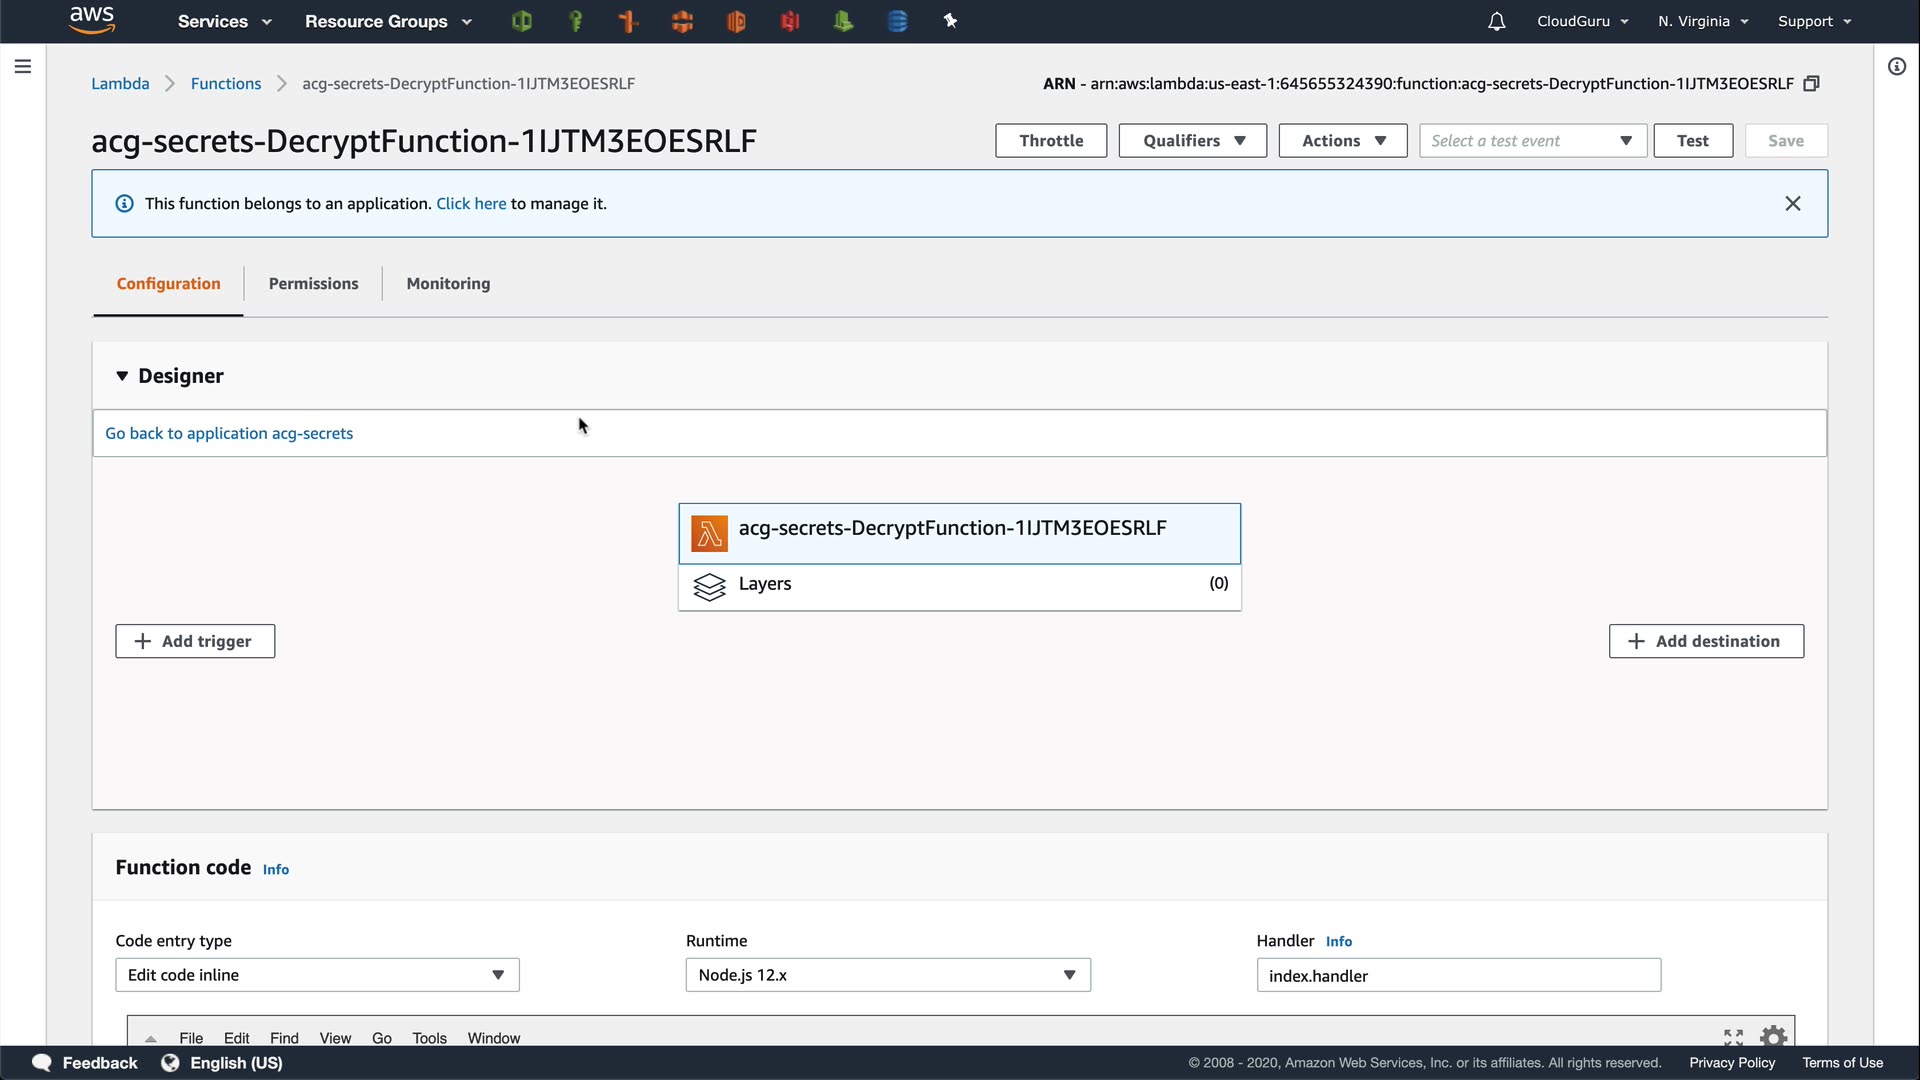 aws
Services
Resource Groups
CloudGuru
N. Virginia
Support
Lambda
Functions
acg-secrets-DecryptFunction-1IJTM3EOESRLF
ARN - arn:aws:lambda:us-east-1:645655324390:function:acg-secrets-DecryptFunction-1IJTM3EOESRLF
acg-secrets-DecryptFunction-1IJTM3EOESRLF
Throttle
Qualifiers
Actions
Select a test event
Test
Save
This function belongs to an application. Click here to manage it.
Configuration
Permissions
Monitoring
Designer
Go back to application acg-secrets
acg-secrets-DecryptFunction-1IJTM3EOESRLF
Layers
(0)
Add trigger
Add destination
Function code Info
Code entry type
Runtime
Handler Info
Edit code inline
Node.js 12.x
index.handler
File Edit Find View Go Tools Window
Feedback
English (US)
© 2008 - 2020, Amazon Web Services, Inc. or its affiliates. All rights reserved.
Privacy Policy
Terms of Use